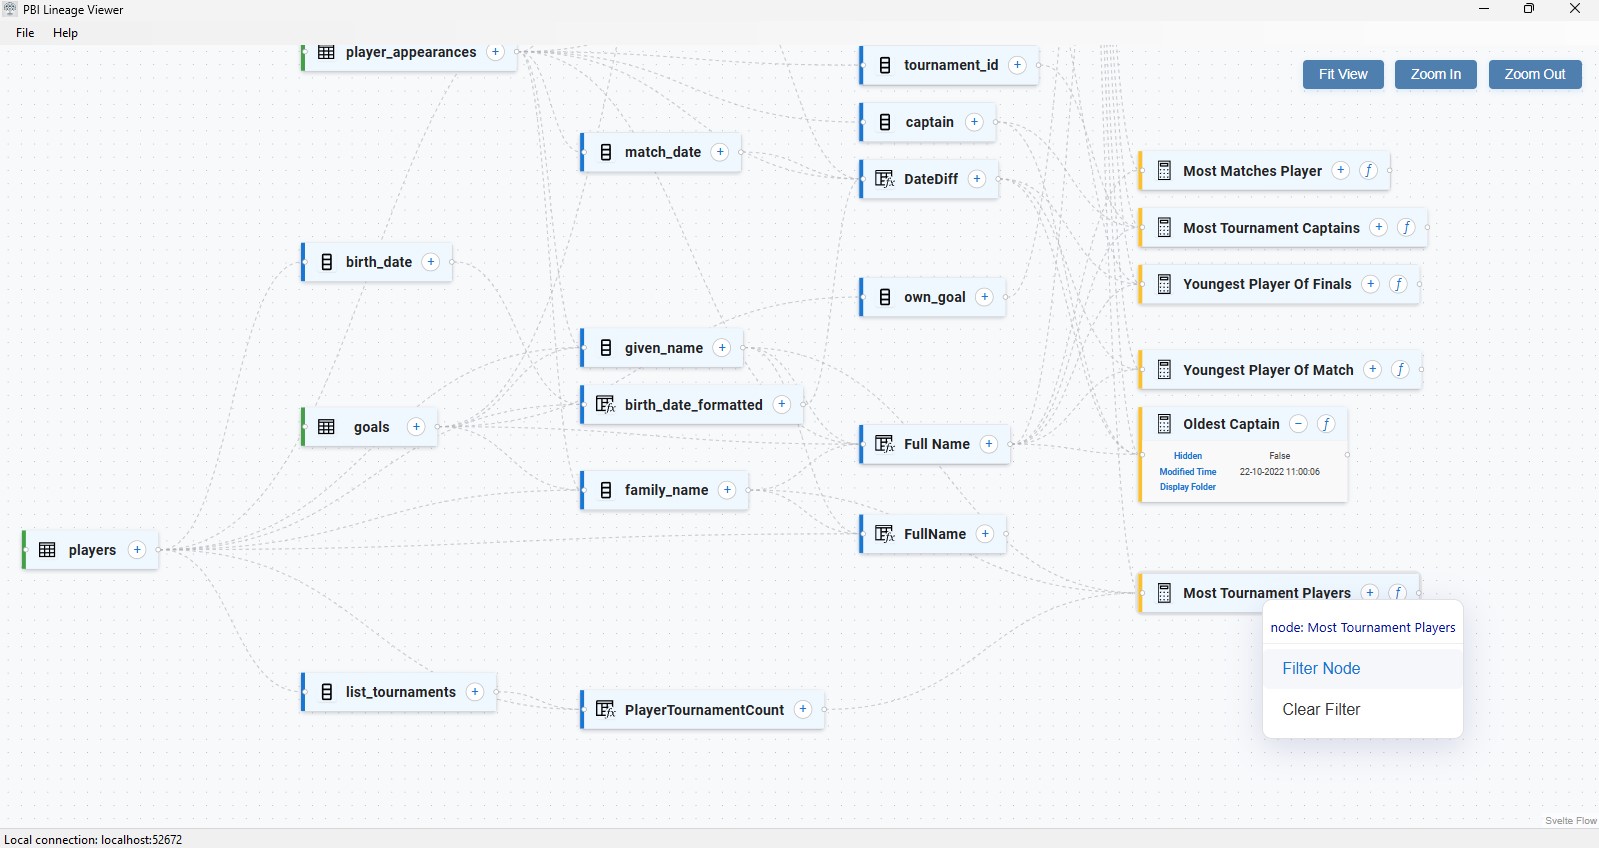 PBI Lineage Viewer
File Help
player_appearances +
tournament_id +
Fit View Zoom In Zoom Out
captain +
match_date +
DateDiff +
Most Matches Player + ƒ
Most Tournament Captains + ƒ
birth_date +
Youngest Player Of Finals + ƒ
own_goal +
given_name +
Youngest Player Of Match + ƒ
birth_date_formatted +
goals +
Oldest Captain − ƒ
Full Name +
Hidden False
Modified Time 22-10-2022 11:00:06
Display Folder
family_name +
FullName +
players +
Most Tournament Players + ƒ
node: Most Tournament Players
Filter Node
Clear Filter
list_tournaments +
PlayerTournamentCount +
Svelte Flow
Local connection: localhost:52672